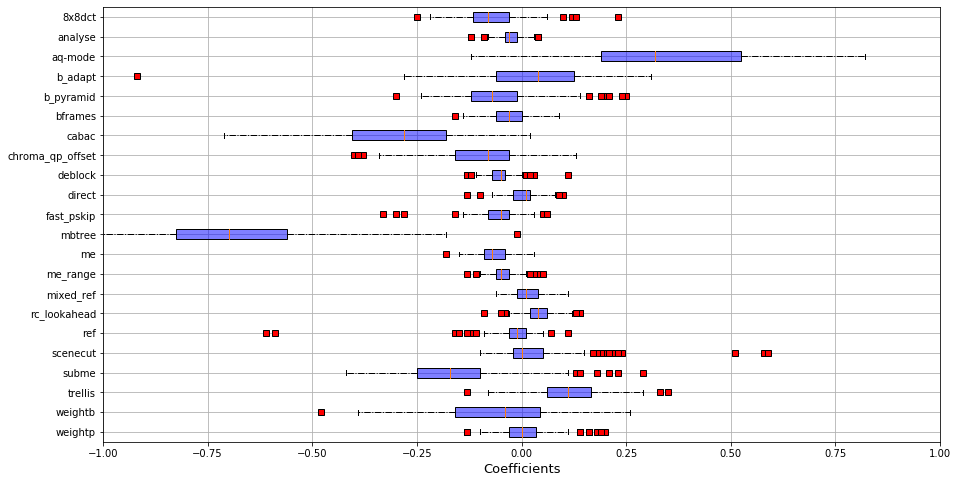 8x8dct
analyse
aq-mode
b_adapt
b_pyramid
bframes
cabac
chroma_qp_offset
deblock
direct
fast_pskip
mbtree
me
me_range
mixed_ref
rc_lookahead
ref
scenecut
subme
trellis
weightb
weightp
−1.00 −0.75 −0.50 −0.25 0.00 0.25 0.50 0.75 1.00
Coefficients